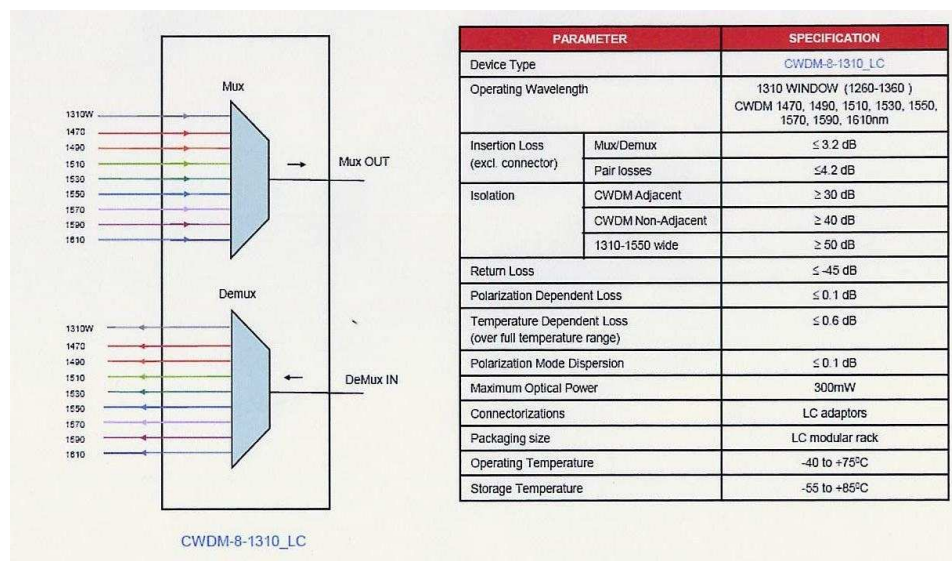 Mux
1310W
1470
1490
1510
1530
1550
1570
1590
1610
Mux OUT
Demux
1310W
1470
1490
1510
1530
1550
1570
1590
1610
DeMux IN
CWDM-8-1310_LC
PARAMETER SPECIFICATION
Device Type CWDM-8-1310_LC
Operating Wavelength 1310 WINDOW (1260-1360 )
CWDM 1470, 1490, 1510, 1530, 1550,
1570, 1590, 1610nm
Insertion Loss Mux/Demux ≤ 3.2 dB
(excl. connector) Pair losses ≤4.2 dB
Isolation CWDM Adjacent ≥ 30 dB
CWDM Non-Adjacent ≥ 40 dB
1310-1550 wide ≥ 50 dB
Return Loss ≤ -45 dB
Polarization Dependent Loss ≤ 0.1 dB
Temperature Dependent Loss ≤ 0.6 dB
(over full temperature range)
Polarization Mode Dispersion ≤ 0.1 dB
Maximum Optical Power 300mW
Connectorizations LC adaptors
Packaging size LC modular rack
Operating Temperature -40 to +75ºC
Storage Temperature -55 to +85ºC